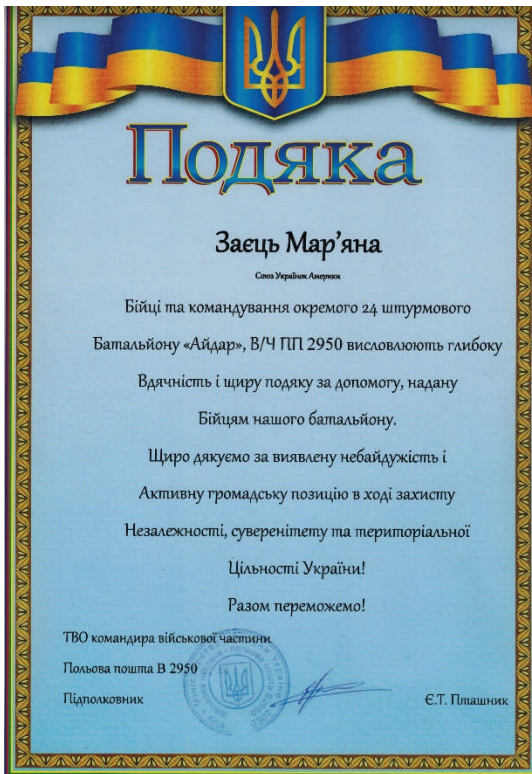 Подяка
Заєць Мар’яна
Союз Українок Америки
Бійці та командування окремого 24 штурмового
Батальйону «Айдар», В/Ч ПП 2950 висловлюють глибоку
Вдячність і щиру подяку за допомогу, надану
Бійцям нашого батальйону.
Щиро дякуємо за виявлену небайдужість і
Активну громадську позицію в ході захисту
Незалежності, суверенітету та територіальної
Цільності України!
Разом переможемо!
ТВО командира військової частини
Польова пошта В 2950
Підполковник Є.Т. Пташник